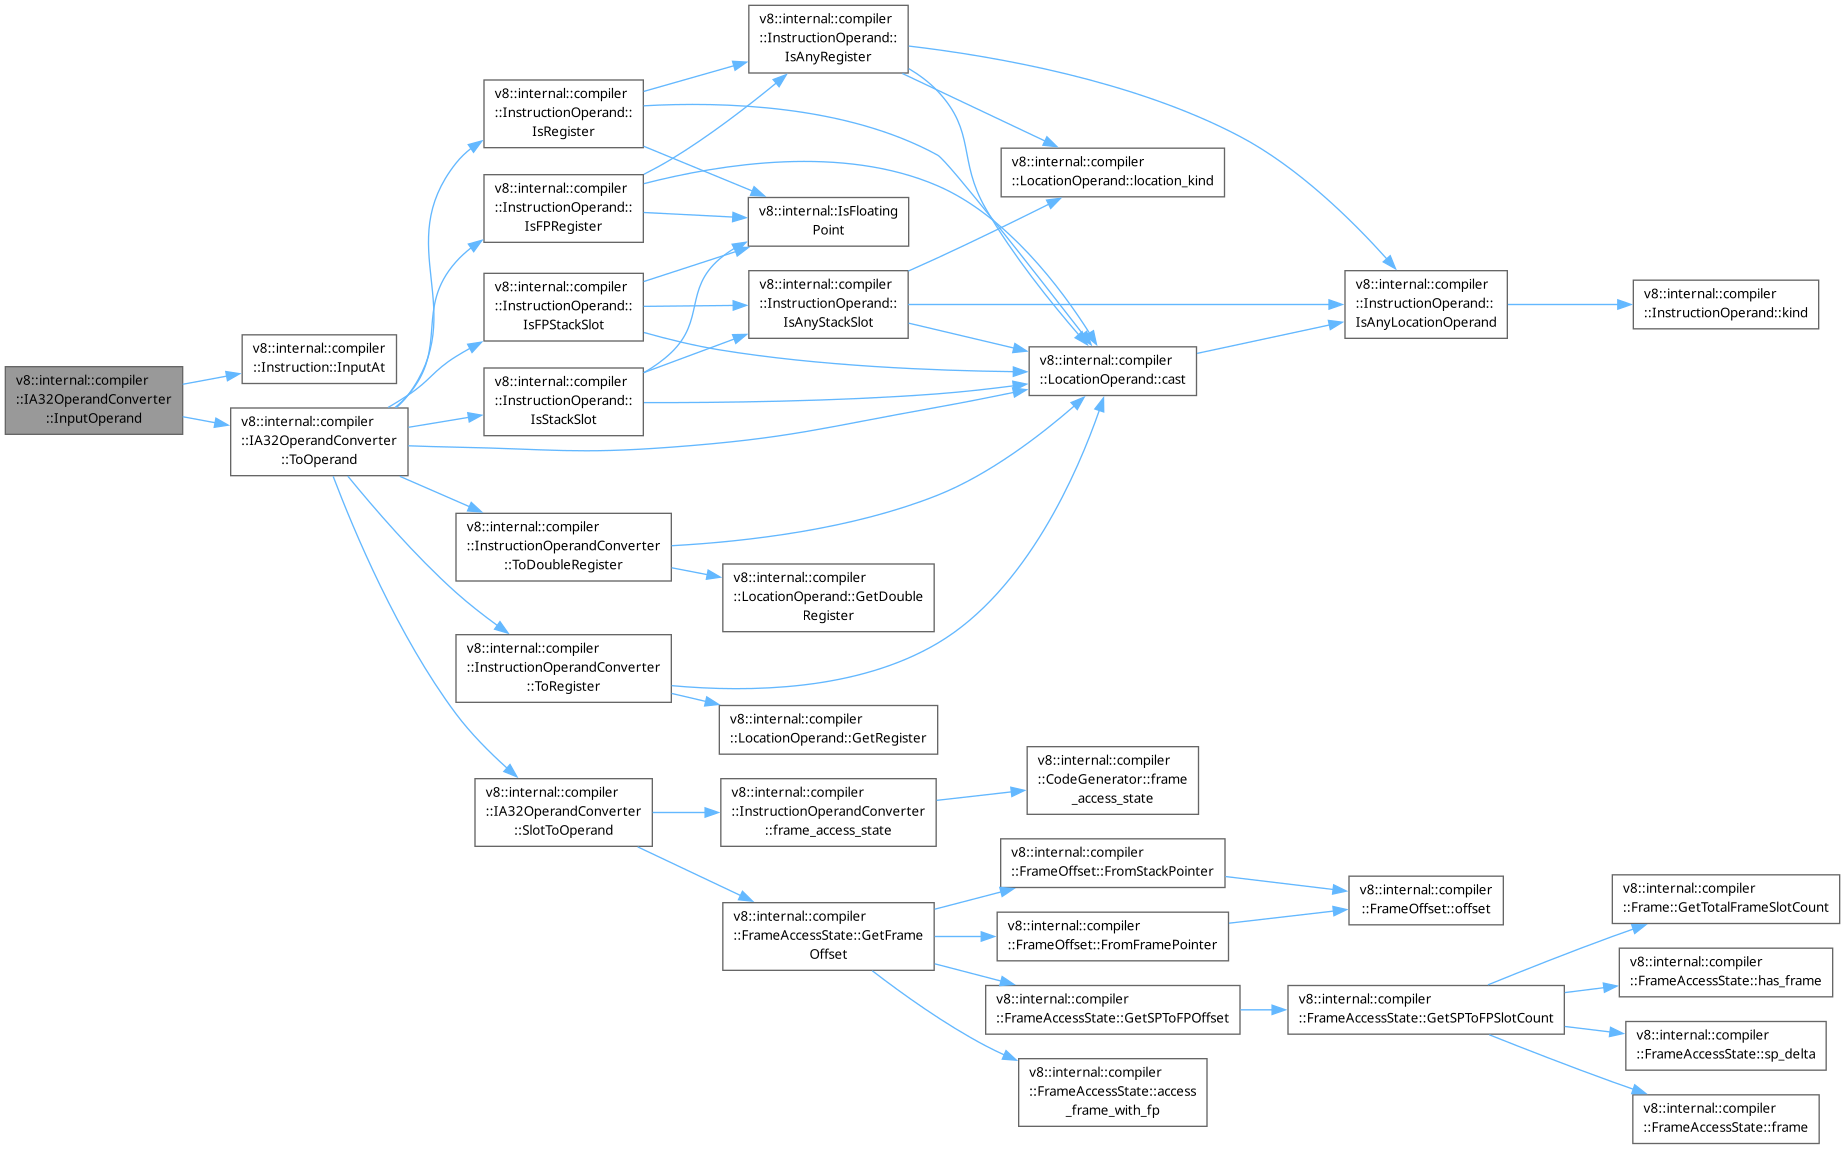 v8::internal::compiler
::IA32OperandConverter
::InputOperand
v8::internal::compiler
::Instruction::InputAt
v8::internal::compiler
::IA32OperandConverter
::ToOperand
v8::internal::compiler
::InstructionOperand::
IsRegister
v8::internal::compiler
::InstructionOperand::
IsFPRegister
v8::internal::compiler
::InstructionOperand::
IsFPStackSlot
v8::internal::compiler
::InstructionOperand::
IsStackSlot
v8::internal::compiler
::InstructionOperandConverter
::ToDoubleRegister
v8::internal::compiler
::InstructionOperandConverter
::ToRegister
v8::internal::compiler
::IA32OperandConverter
::SlotToOperand
v8::internal::compiler
::InstructionOperand::
IsAnyRegister
v8::internal::IsFloating
Point
v8::internal::compiler
::InstructionOperand::
IsAnyStackSlot
v8::internal::compiler
::LocationOperand::GetDouble
Register
v8::internal::compiler
::LocationOperand::GetRegister
v8::internal::compiler
::InstructionOperandConverter
::frame_access_state
v8::internal::compiler
::FrameAccessState::GetFrame
Offset
v8::internal::compiler
::LocationOperand::location_kind
v8::internal::compiler
::LocationOperand::cast
v8::internal::compiler
::CodeGenerator::frame
_access_state
v8::internal::compiler
::FrameOffset::FromStackPointer
v8::internal::compiler
::FrameOffset::FromFramePointer
v8::internal::compiler
::FrameAccessState::GetSPToFPOffset
v8::internal::compiler
::FrameAccessState::access
_frame_with_fp
v8::internal::compiler
::InstructionOperand::
IsAnyLocationOperand
v8::internal::compiler
::FrameOffset::offset
v8::internal::compiler
::FrameAccessState::GetSPToFPSlotCount
v8::internal::compiler
::InstructionOperand::kind
v8::internal::compiler
::Frame::GetTotalFrameSlotCount
v8::internal::compiler
::FrameAccessState::has_frame
v8::internal::compiler
::FrameAccessState::sp_delta
v8::internal::compiler
::FrameAccessState::frame